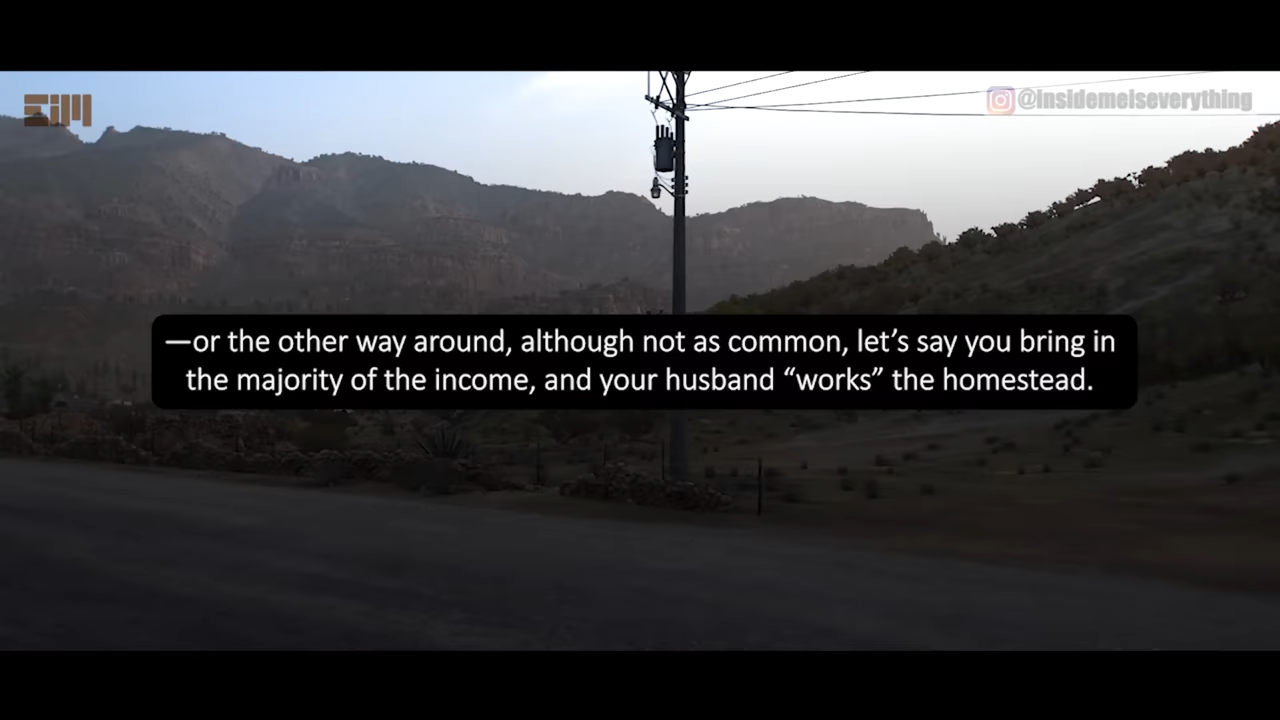 EIM
@insidemeiseverything
—or the other way around, although not as common, let’s say you bring in
the majority of the income, and your husband “works” the homestead.